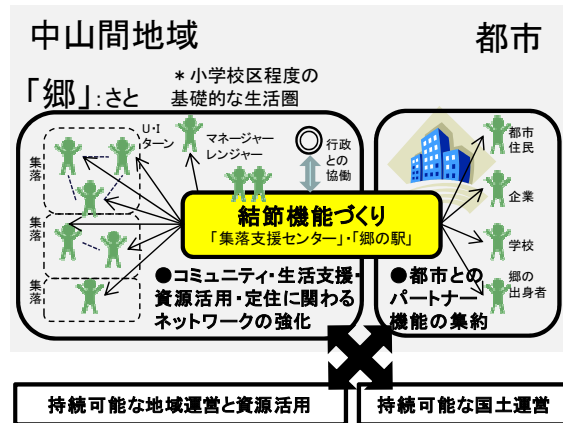 中山間地域
都市
「郷」:さと
＊小学校区程度の
基礎的な生活圏
U・I
ターン
マネージャー
レンジャー
行政
との
協働
都市
住民
集落
企業
結節機能づくり
「集落支援センター」・「郷の駅」
集落
学校
集落
郷の
出身者
●コミュニティ・生活支援・
資源活用・定住に関わる
ネットワークの強化
●都市との
パートナー
機能の集約
持続可能な地域運営と資源活用
持続可能な国土運営